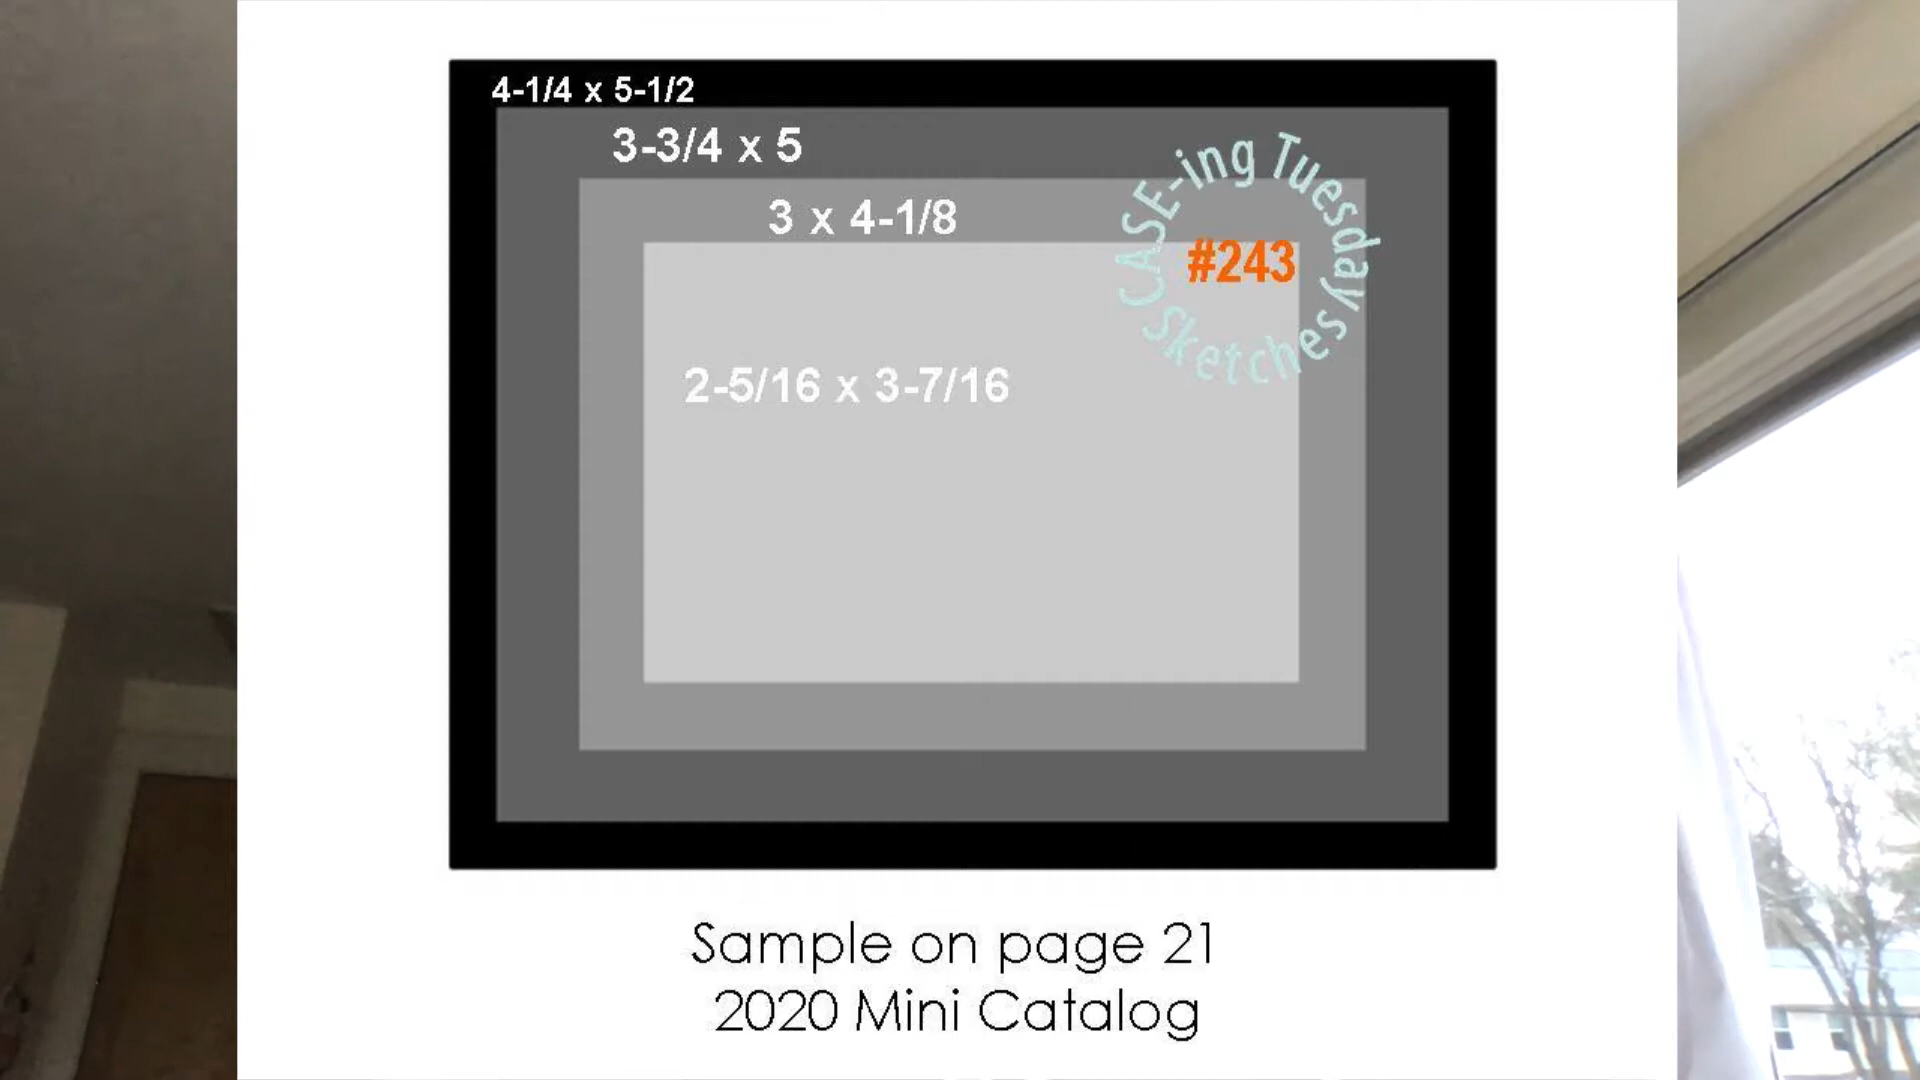 4-1/4 x 5-1/2
3-3/4 x 5
3 x 4-1/8
CASE-ing Tuesday
Sketches
#243
2-5/16 x 3-7/16
Sample on page 21
2020 Mini Catalog